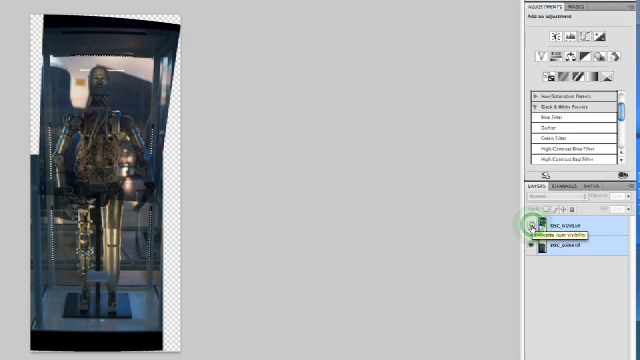 ADJUSTMENTS
MASKS
Add an adjustment
Hue/Saturation Presets
Black & White Presets
Blue Filter
Darker
Green Filter
High-Contrast Blue Filter
High-Contrast Red Filter
LAYERS CHANNELS PATHS
Normal
Indicates layer visibility